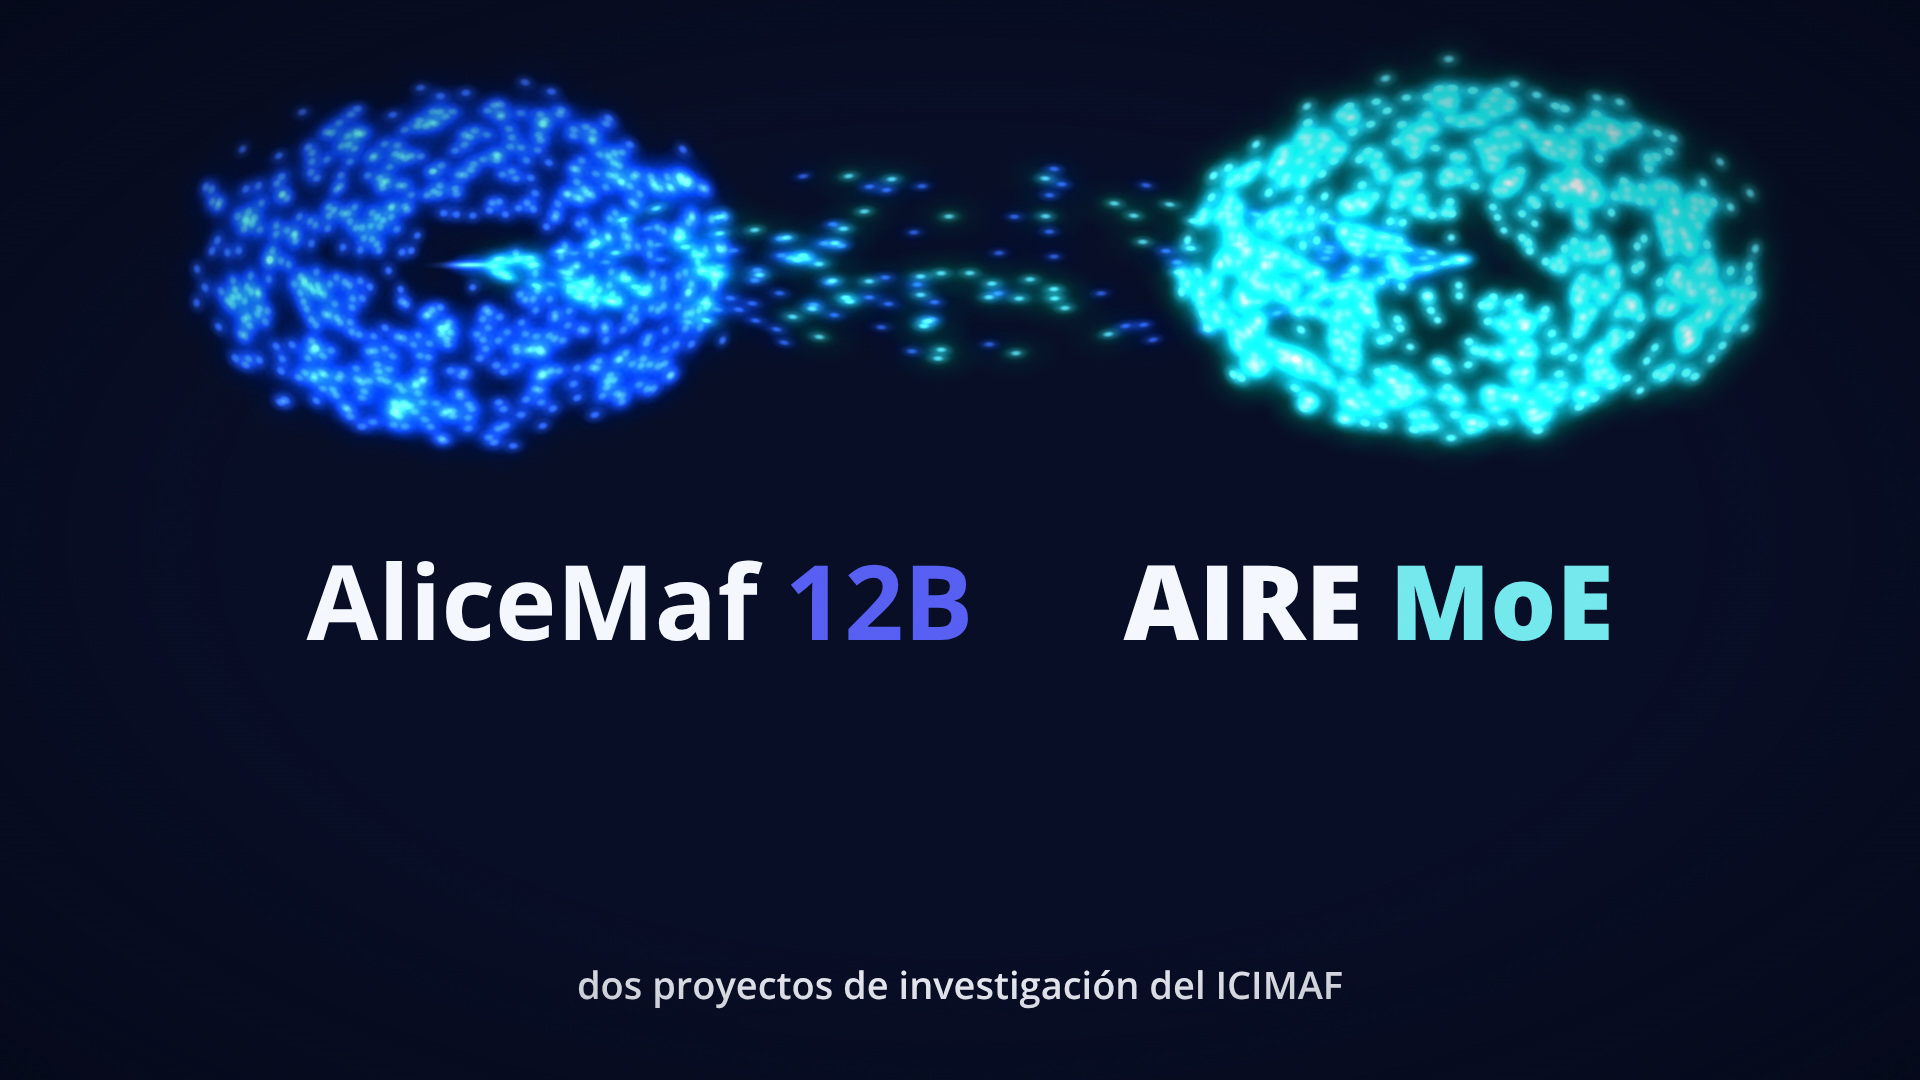 AliceMaf 12B AIRE MoE
dos proyectos de investigación del ICIMAF